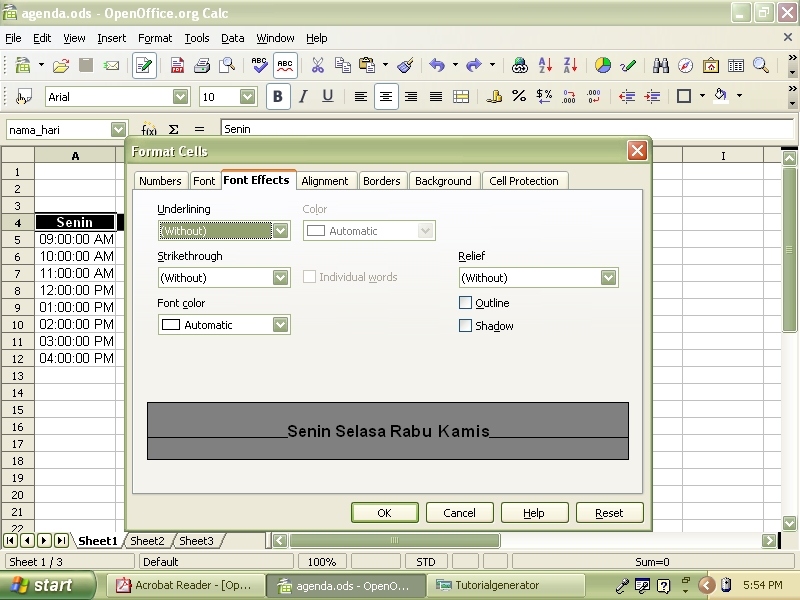 agenda.ods - OpenOffice.org Calc
File Edit View Insert Format Tools Data Window Help
Arial 10 B I U
nama_hari f(x) Σ = Senin
A I
Format Cells
Numbers Font Font Effects Alignment Borders Background Cell Protection
Underlining Color
(Without) Automatic
Strikethrough Relief
(Without) Individual words (Without)
Font color Outline
Automatic Shadow
Senin Selasa Rabu Kamis
OK Cancel Help Reset
1
2
3
4 Senin
5 09:00:00 AM
6 10:00:00 AM
7 11:00:00 AM
8 12:00:00 PM
9 01:00:00 PM
10 02:00:00 PM
11 03:00:00 PM
12 04:00:00 PM
13
14
15
16
17
18
19
20
21
22
Sheet1 Sheet2 Sheet3
Sheet 1 / 3 Default 100% STD Sum=0
start Acrobat Reader - [Op... agenda.ods - OpenO... Tutorialgenerator 5:54 PM